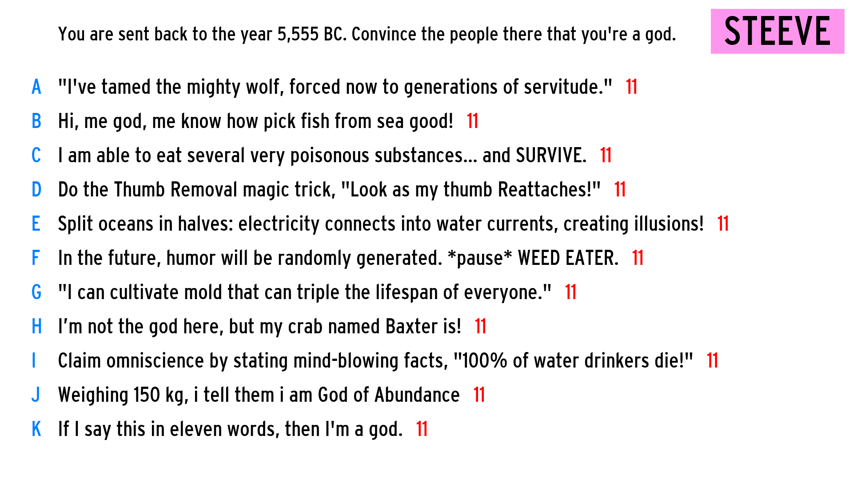 You are sent back to the year 5,555 BC. Convince the people there that you're a god.
STEEVE
A "I've tamed the mighty wolf, forced now to generations of servitude." 11
B Hi, me god, me know how pick fish from sea good! 11
C I am able to eat several very poisonous substances... and SURVIVE. 11
D Do the Thumb Removal magic trick, "Look as my thumb Reattaches!" 11
E Split oceans in halves: electricity connects into water currents, creating illusions! 11
F In the future, humor will be randomly generated. *pause* WEED EATER. 11
G "I can cultivate mold that can triple the lifespan of everyone." 11
H I’m not the god here, but my crab named Baxter is! 11
I Claim omniscience by stating mind-blowing facts, "100% of water drinkers die!" 11
J Weighing 150 kg, i tell them i am God of Abundance 11
K If I say this in eleven words, then I'm a god. 11